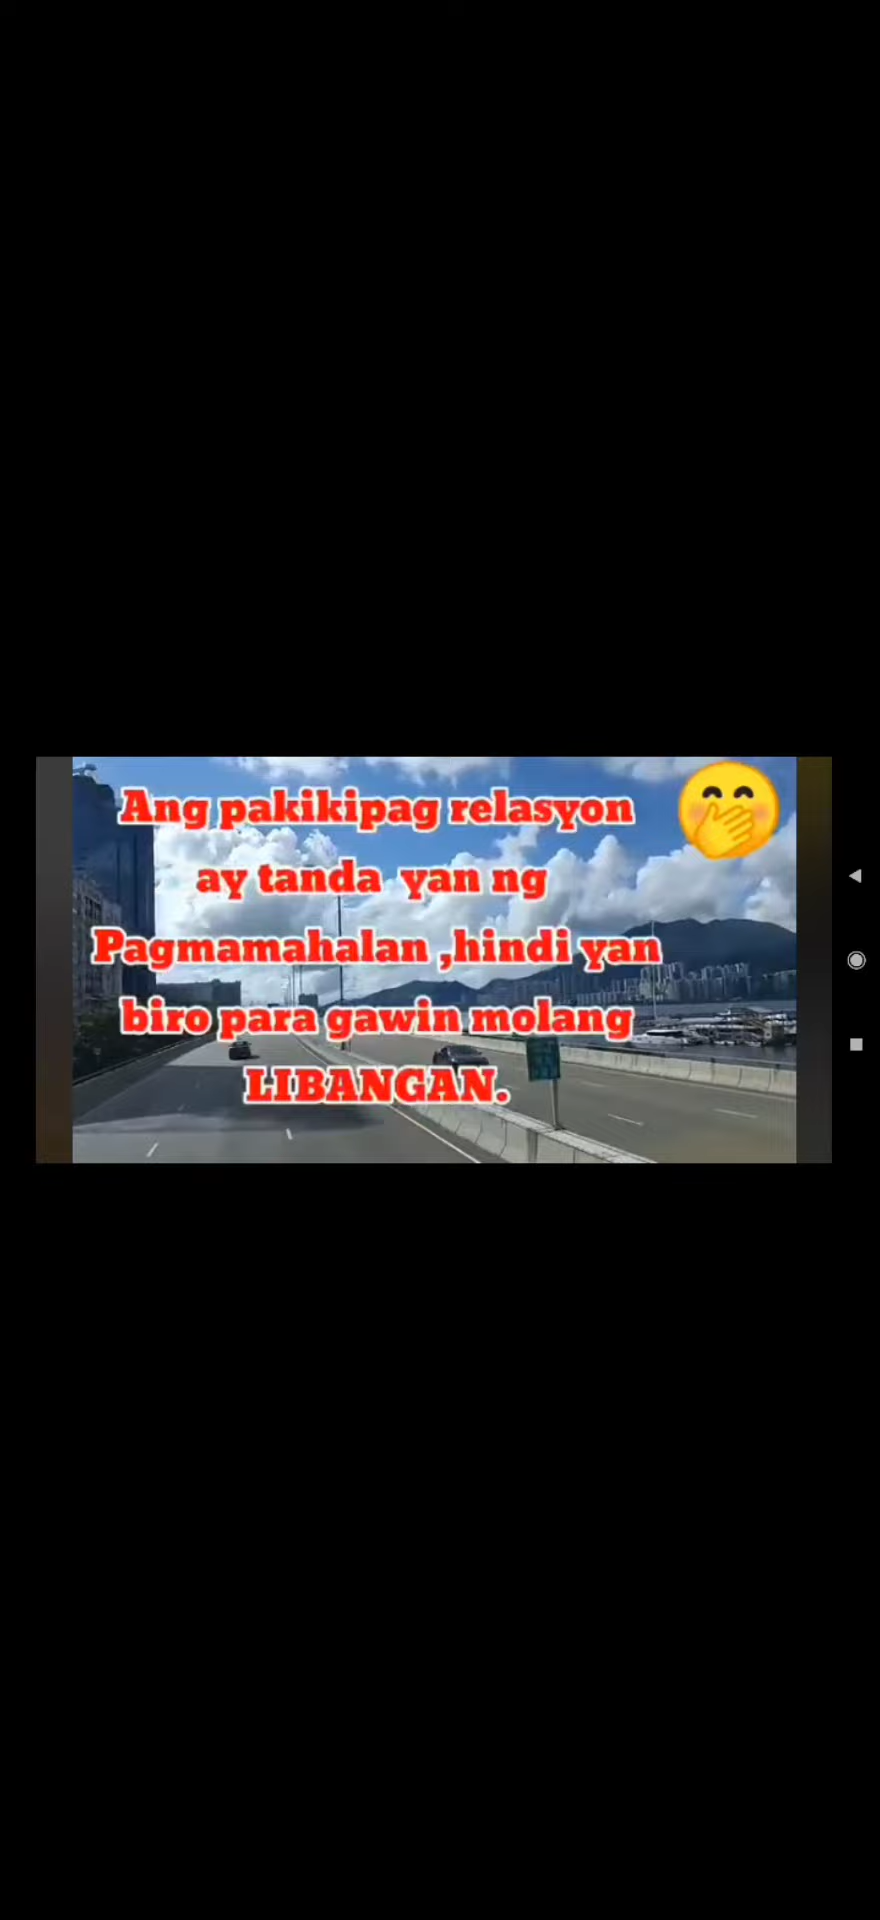 Ang pakikipag relasyon
ay tanda yan ng
Pagmamahalan ,hindi yan
biro para gawin molang
LIBANGAN.